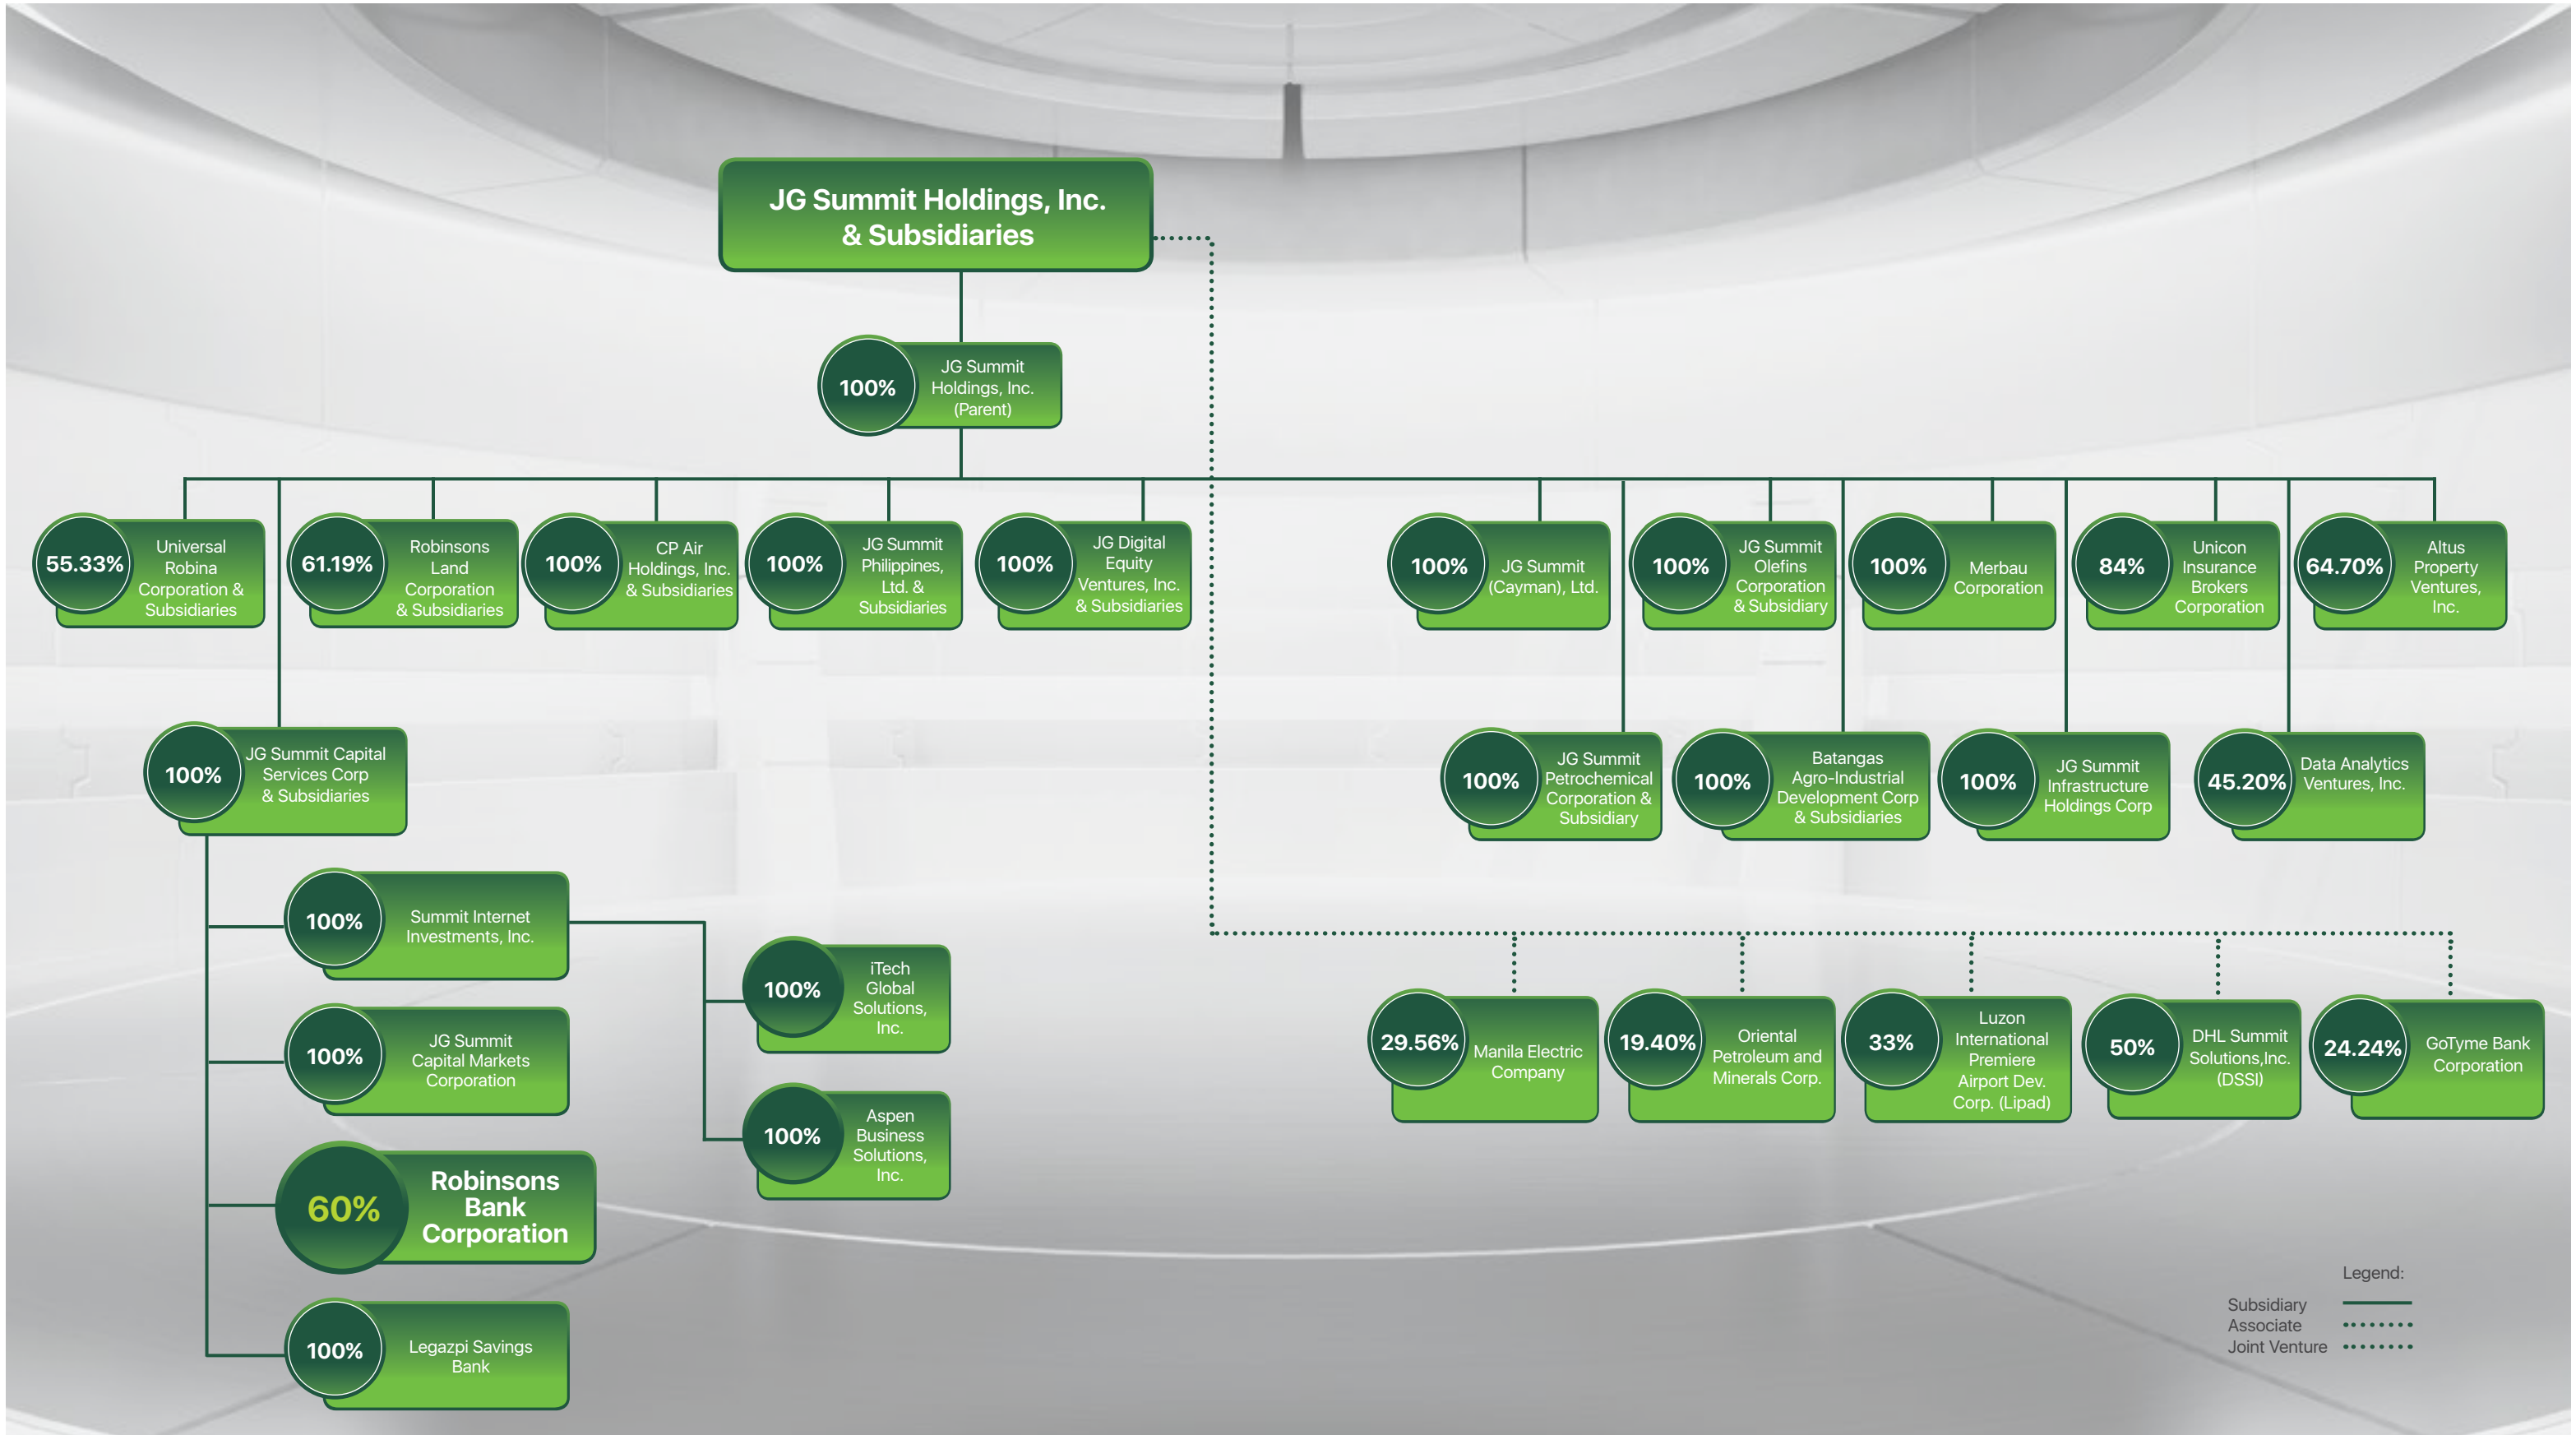 JG Summit Holdings, Inc.
& Subsidiaries
100%
JG Summit
Holdings, Inc.
(Parent)
55.33%
Universal
Robina
Corporation &
Subsidiaries
61.19%
Robinsons
Land
Corporation
& Subsidiaries
100%
CP Air
Holdings, Inc.
& Subsidiaries
100%
JG Summit
Philippines,
Ltd. &
Subsidiaries
100%
JG Digital
Equity
Ventures, Inc.
& Subsidiaries
100%
JG Summit
(Cayman), Ltd.
100%
JG Summit
Olefins
Corporation
& Subsidiary
100%
Merbau
Corporation
84%
Unicon
Insurance
Brokers
Corporation
64.70%
Altus
Property
Ventures,
Inc.
100%
JG Summit Capital
Services Corp
& Subsidiaries
100%
JG Summit
Petrochemical
Corporation &
Subsidiary
100%
Batangas
Agro-Industrial
Development Corp
& Subsidiaries
100%
JG Summit
Infrastructure
Holdings Corp
45.20%
Data Analytics
Ventures, Inc.
100%
Summit Internet
Investments, Inc.
100%
iTech
Global
Solutions,
Inc.
100%
JG Summit
Capital Markets
Corporation
100%
Aspen
Business
Solutions,
Inc.
60%
Robinsons
Bank
Corporation
100%
Legazpi Savings
Bank
29.56%
Manila Electric
Company
19.40%
Oriental
Petroleum and
Minerals Corp.
33%
Luzon
International
Premiere
Airport Dev.
Corp. (Lipad)
50%
DHL Summit
Solutions,Inc.
(DSSI)
24.24%
GoTyme Bank
Corporation
Legend:
Subsidiary
Associate
Joint Venture